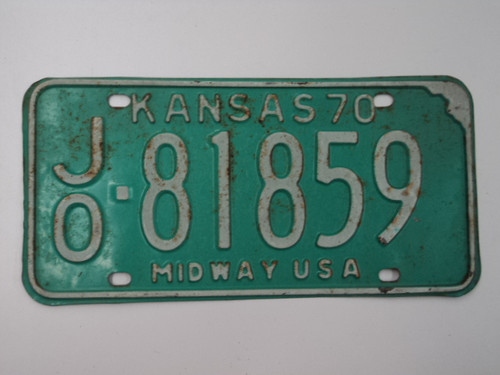 KANSAS 70
JO 81859
MIDWAY USA